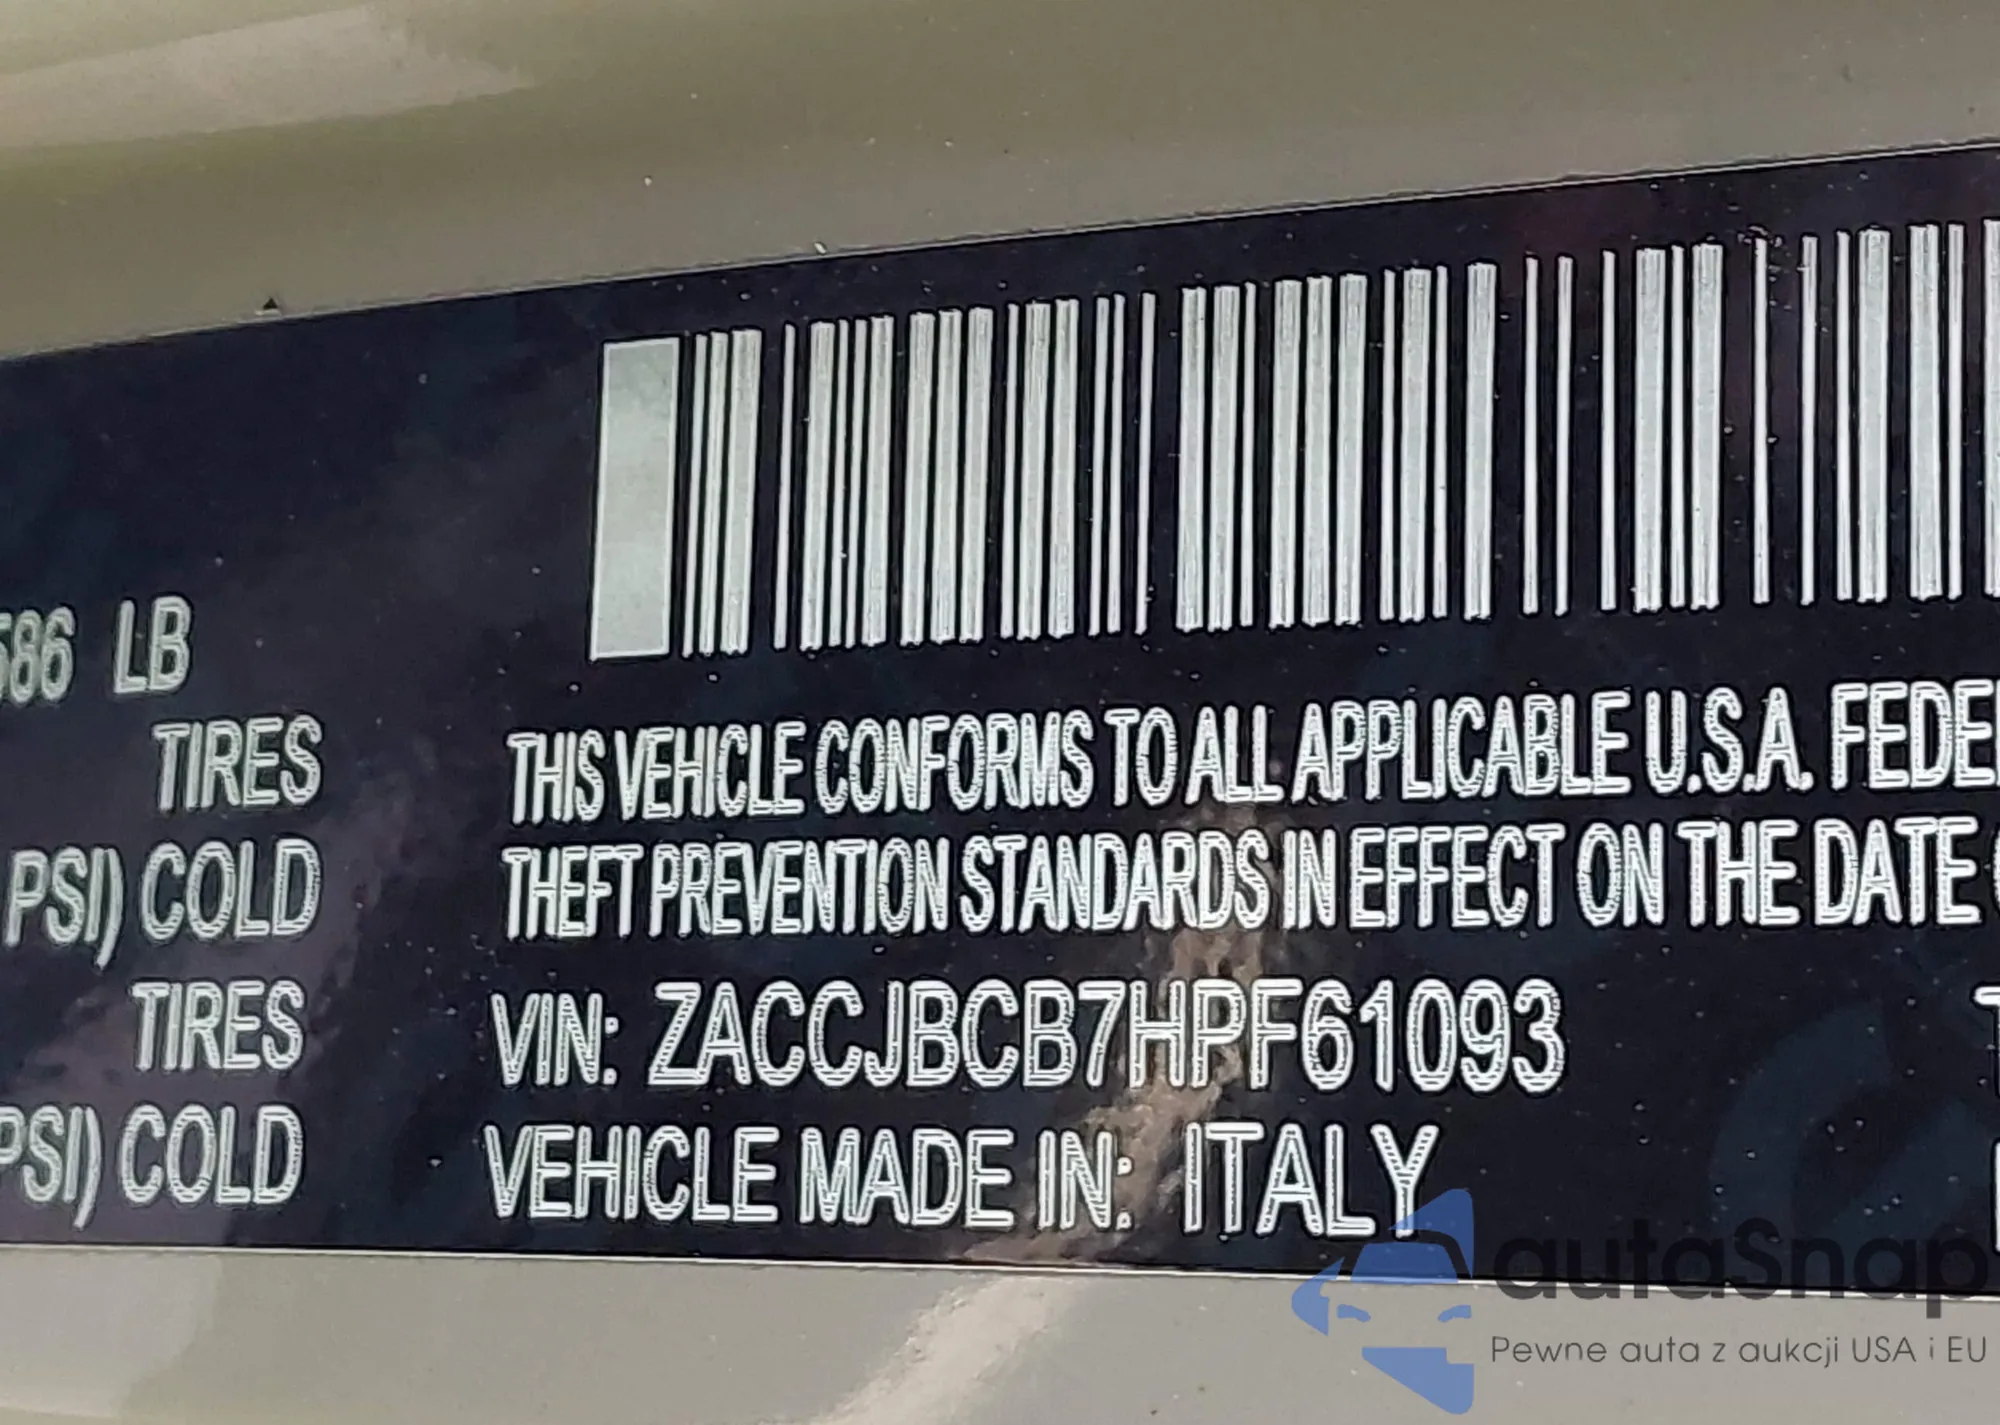 586 LB
TIRES
PSI) COLD
TIRES
PSI) COLD
THIS VEHICLE CONFORMS TO ALL APPLICABLE U.S.A. FEDE
THEFT PREVENTION STANDARDS IN EFFECT ON THE DATE
VIN: ZACCJBCB7HPF61093
VEHICLE MADE IN: ITALY
autaSnap
Pewne auta z aukcji USA i EU